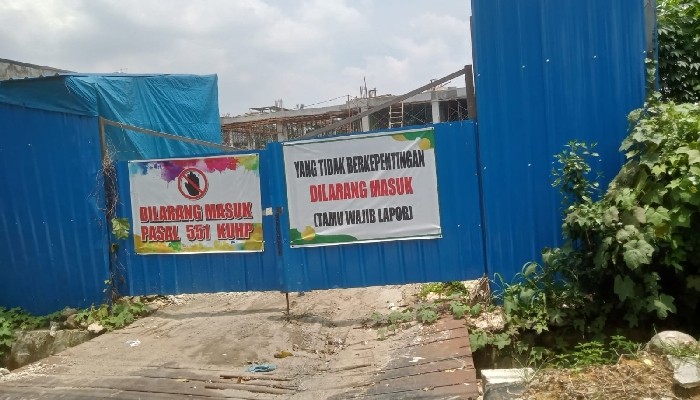 DILARANG MASUK
PASAL 551 KUHP
YANG TIDAK BERKEPENTINGAN
DILARANG MASUK
(TAMU WAJIB LAPOR)